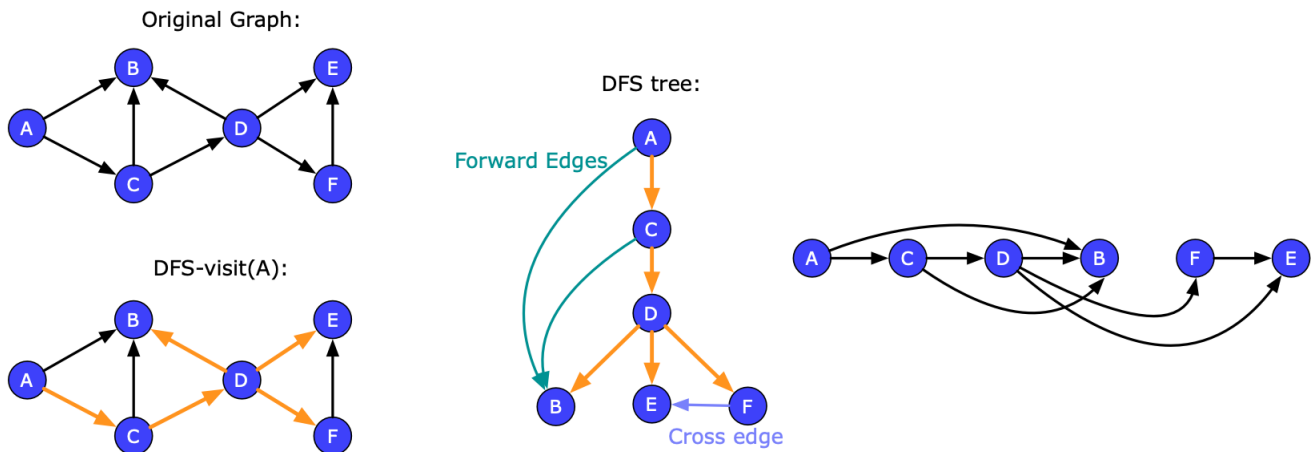 Original Graph:
B
E
A
D
C
F
DFS-visit(A):
B
E
A
D
C
F
DFS tree:
A
Forward Edges
C
D
B
E
F
Cross edge
A
C
D
B
F
E